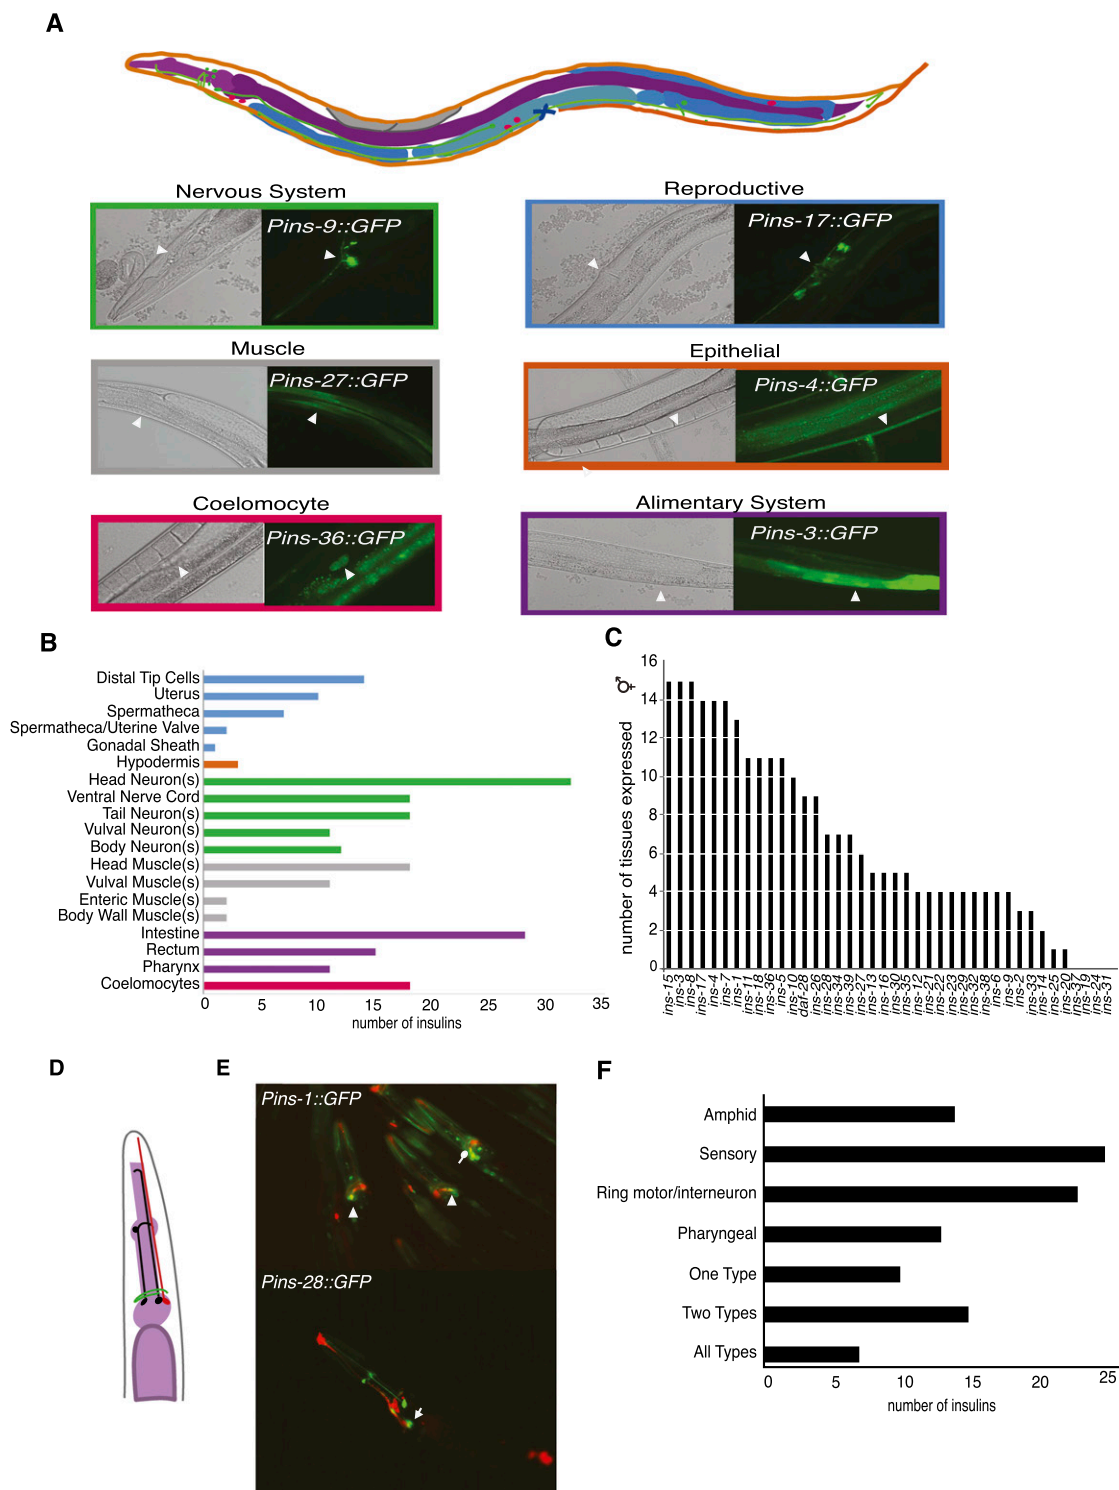 A
Nervous System
Reproductive
Pins-9::GFP
Pins-17::GFP
Muscle
Epithelial
Pins-27::GFP
Pins-4::GFP
Coelomocyte
Alimentary System
Pins-36::GFP
Pins-3::GFP
B
Distal Tip Cells
Uterus
Spermatheca
Spermatheca/Uterine Valve
Gonadal Sheath
Hypodermis
Head Neuron(s)
Ventral Nerve Cord
Tail Neuron(s)
Vulval Neuron(s)
Body Neuron(s)
Head Muscle(s)
Vulval Muscle(s)
Enteric Muscle(s)
Body Wall Muscle(s)
Intestine
Rectum
Pharynx
Coelomocytes
0 5 10 15 20 25 30 35
number of insulins
C
⚥
number of tissues expressed
16
14
12
10
8
6
4
2
0
ins-15
ins-3
ins-8
ins-17
ins-4
ins-7
ins-1
ins-11
ins-18
ins-36
ins-5
ins-10
daf-28
ins-26
ins-28
ins-34
ins-39
ins-27
ins-13
ins-16
ins-30
ins-35
ins-12
ins-21
ins-22
ins-23
ins-29
ins-32
ins-38
ins-6
ins-9
ins-2
ins-33
ins-14
ins-25
ins-20
ins-37
ins-19
ins-24
ins-31
D
E
Pins-1::GFP
Pins-28::GFP
F
Amphid
Sensory
Ring motor/interneuron
Pharyngeal
One Type
Two Types
All Types
0 5 10 15 20 25
number of insulins